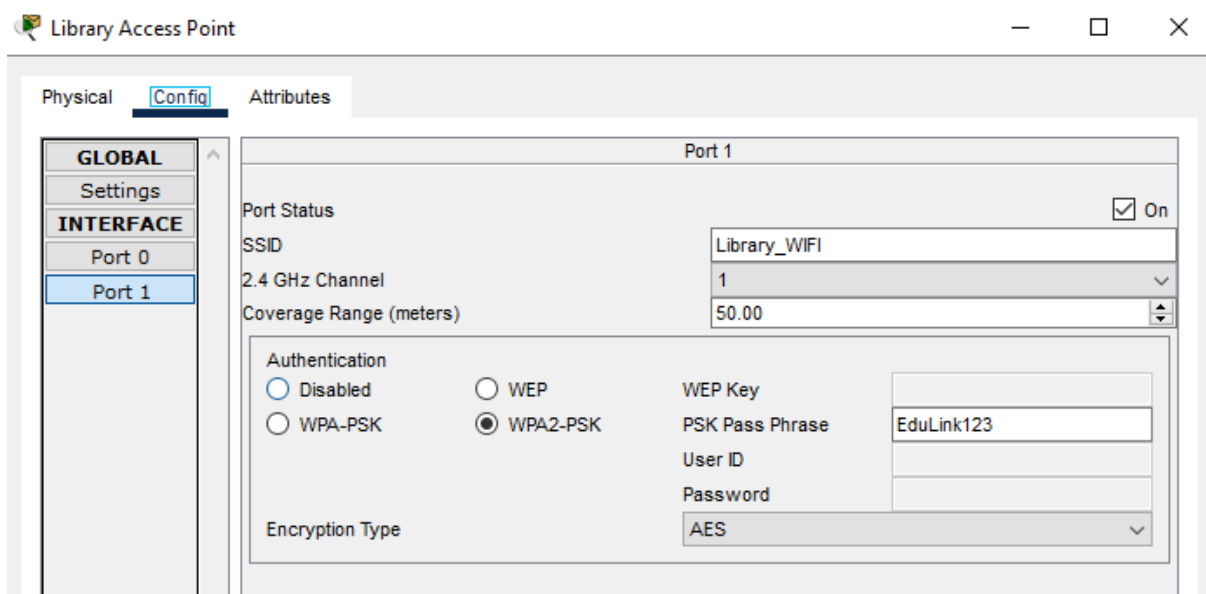 Library Access Point
Physical Config Attributes
GLOBAL
Settings
INTERFACE
Port 0
Port 1
Port 1
Port Status On
SSID Library_WIFI
2.4 GHz Channel 1
Coverage Range (meters) 50.00
Authentication
Disabled WEP WEP Key
WPA-PSK WPA2-PSK PSK Pass Phrase EduLink123
User ID
Password
Encryption Type AES